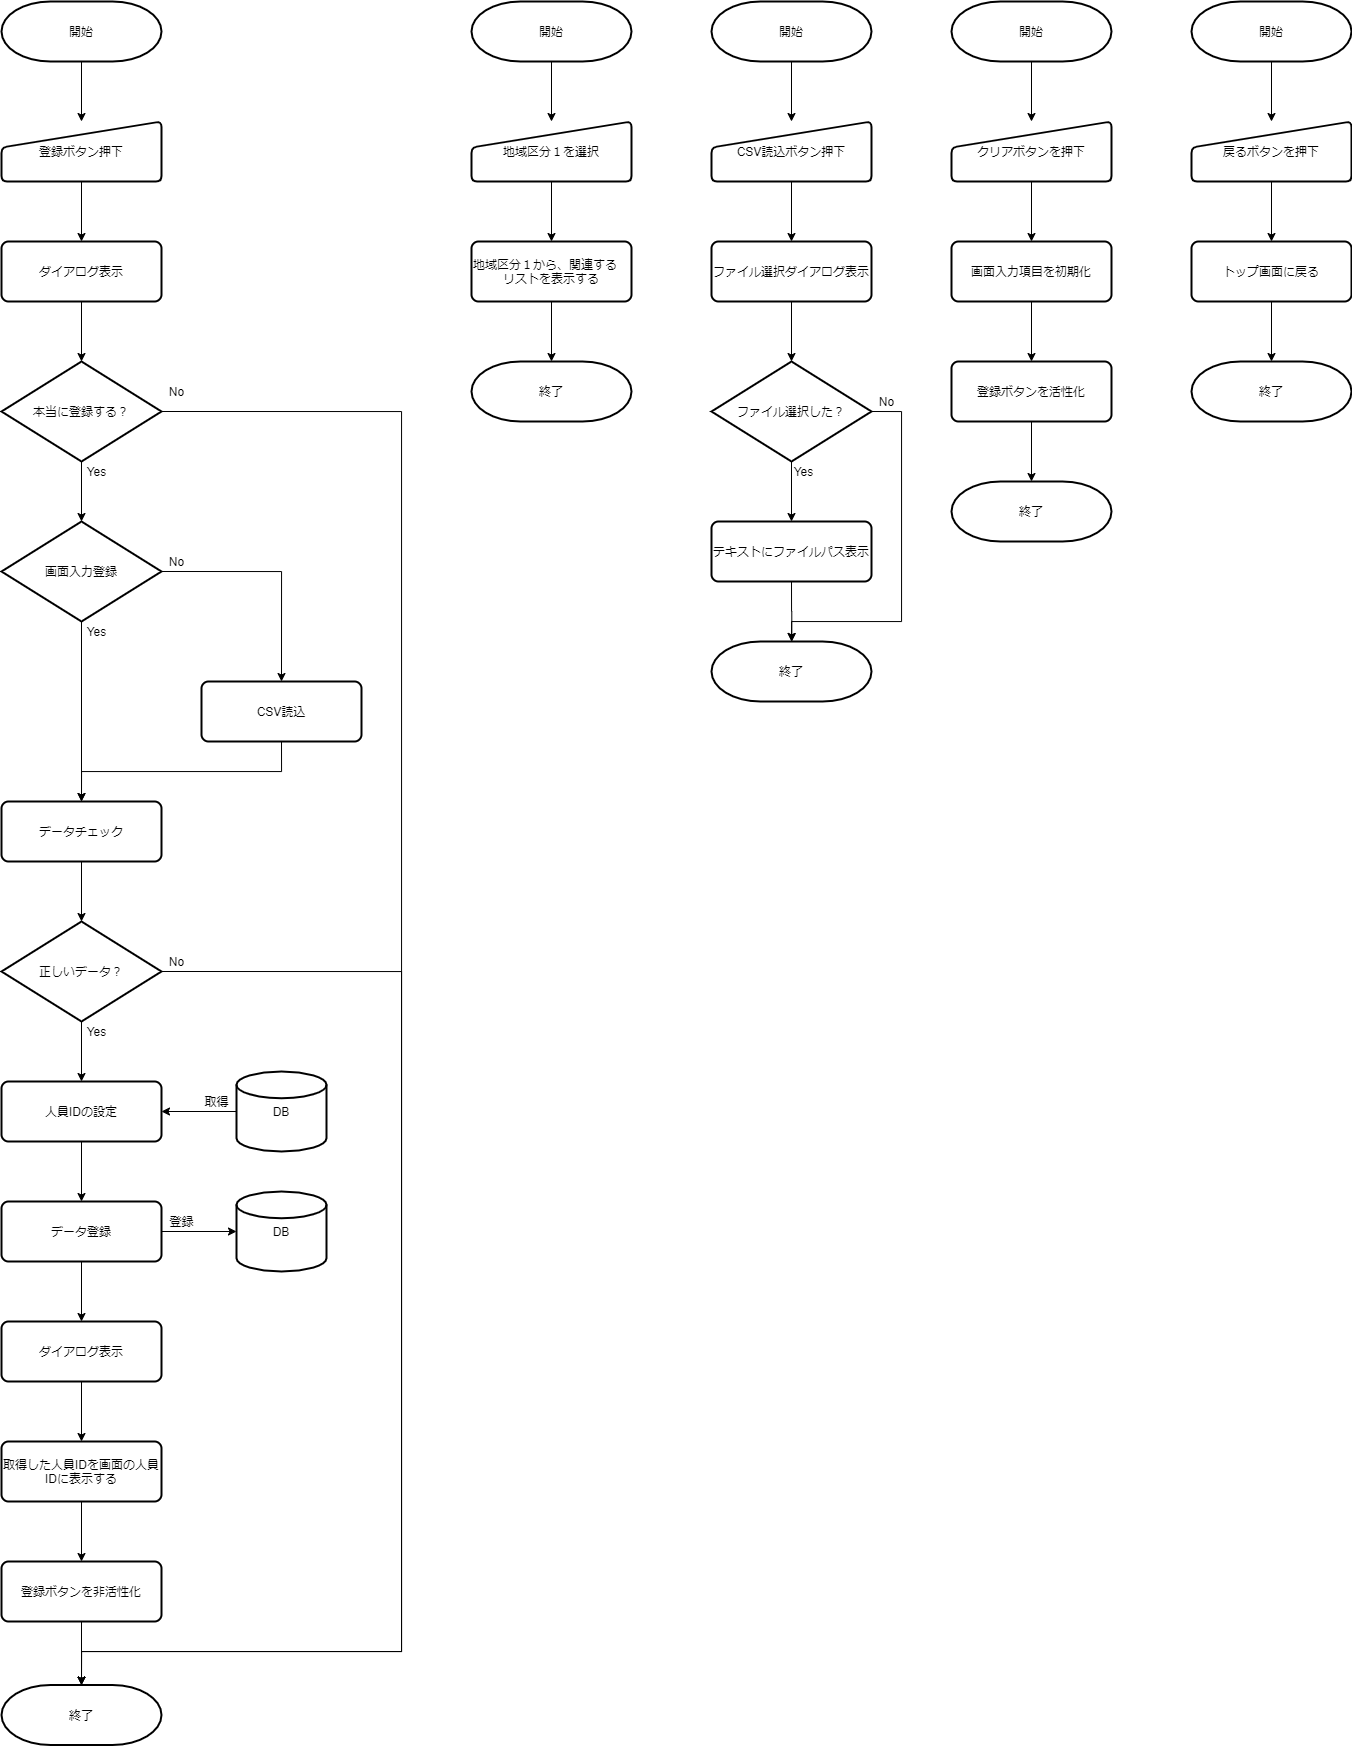 開始
登録ボタン押下
ダイアログ表示
本当に登録する？
No
Yes
画面入力登録
No
Yes
CSV読込
データチェック
正しいデータ？
No
Yes
人員IDの設定
取得
DB
データ登録
登録
DB
ダイアログ表示
取得した人員IDを画面の人員
IDに表示する
登録ボタンを非活性化
終了
開始
地域区分１を選択
地域区分１から、関連する
リストを表示する
終了
開始
CSV読込ボタン押下
ファイル選択ダイアログ表示
ファイル選択した？
No
Yes
テキストにファイルパス表示
終了
開始
クリアボタンを押下
画面入力項目を初期化
登録ボタンを活性化
終了
開始
戻るボタンを押下
トップ画面に戻る
終了